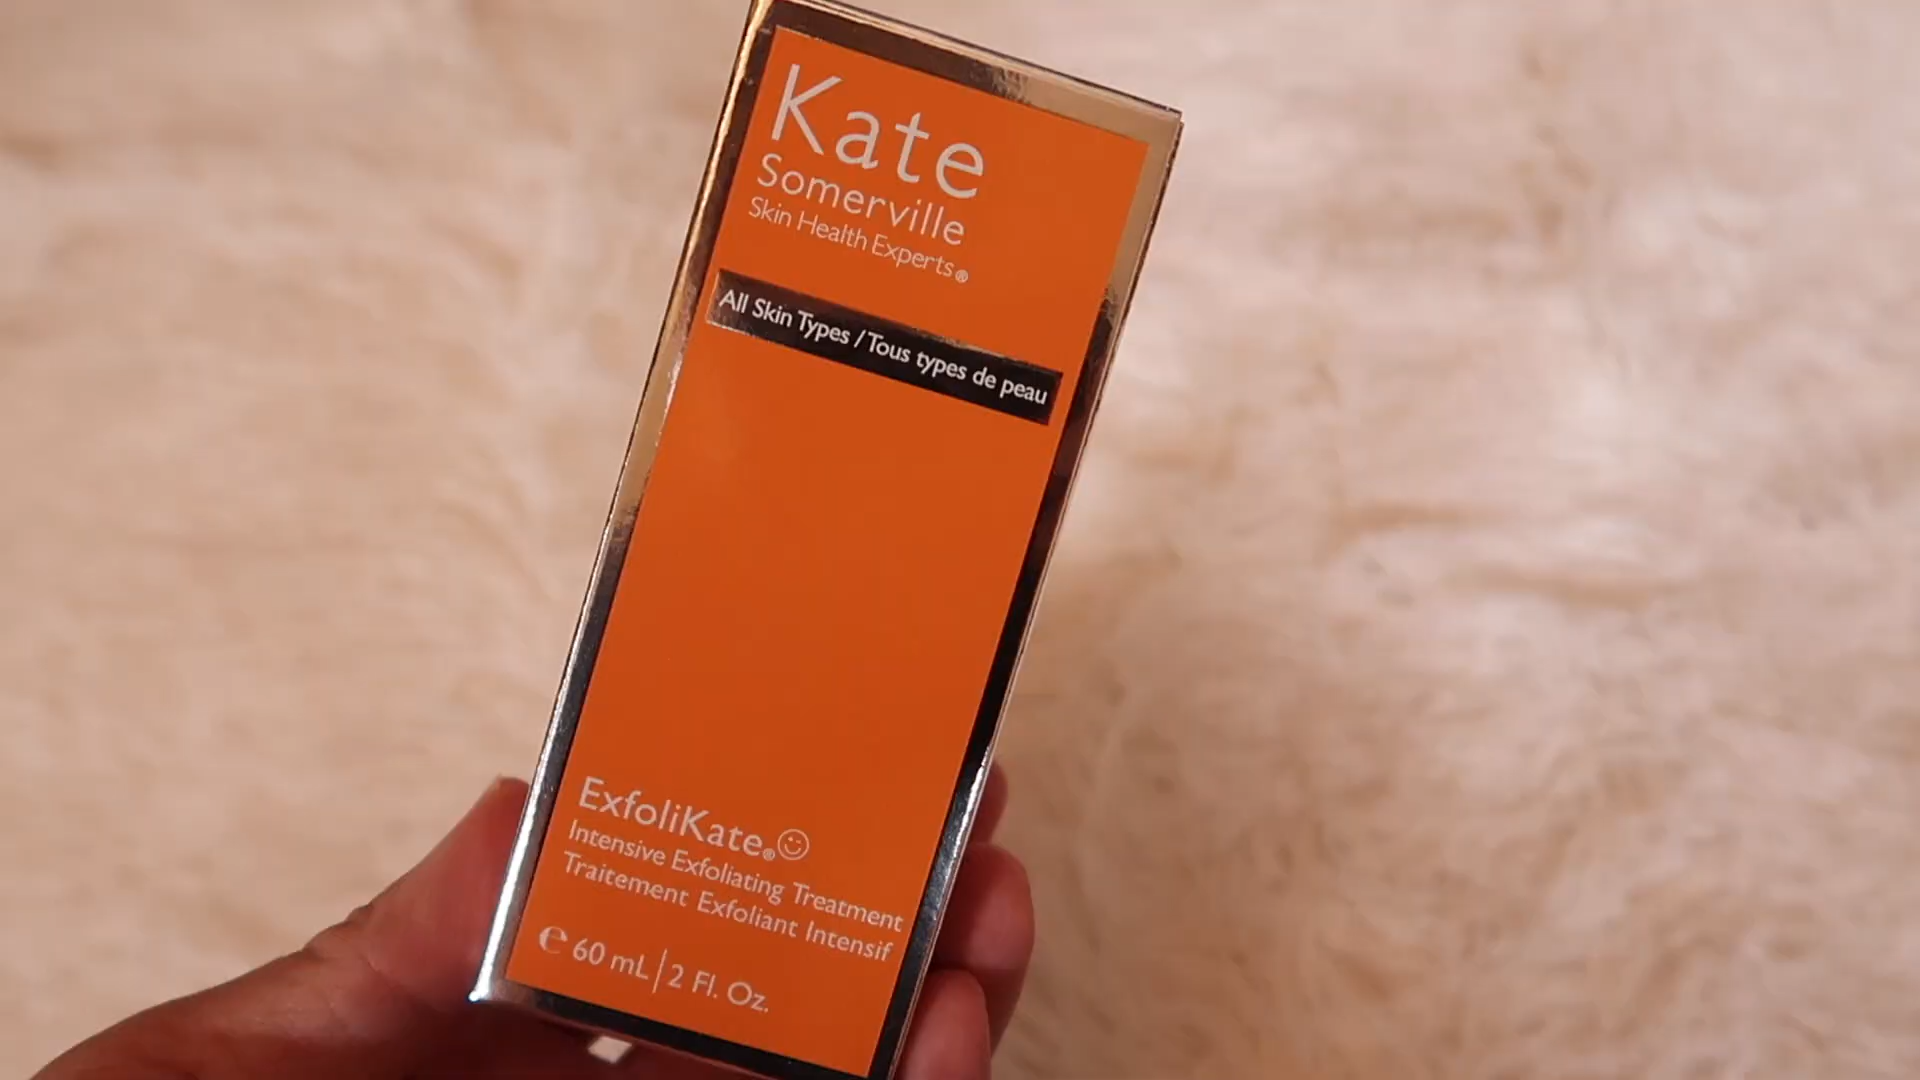 Kate
Somerville
Skin Health Experts®
All Skin Types / Tous types de peau
ExfoliKate®☺
Intensive Exfoliating Treatment
Traitement Exfoliant Intensif
℮ 60 mL | 2 Fl. Oz.